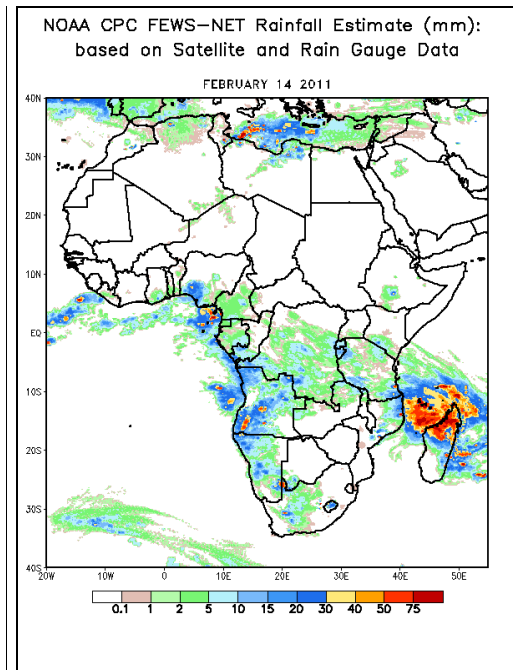 NOAA CPC FEWS-NET Rainfall Estimate (mm):
based on Satellite and Rain Gauge Data
FEBRUARY 14 2011
40N
30N
20N
10N
EQ
10S
20S
30S
40S
20W 10W 0 10E 20E 30E 40E 50E
0.1 1 2 5 10 15 20 30 40 50 75